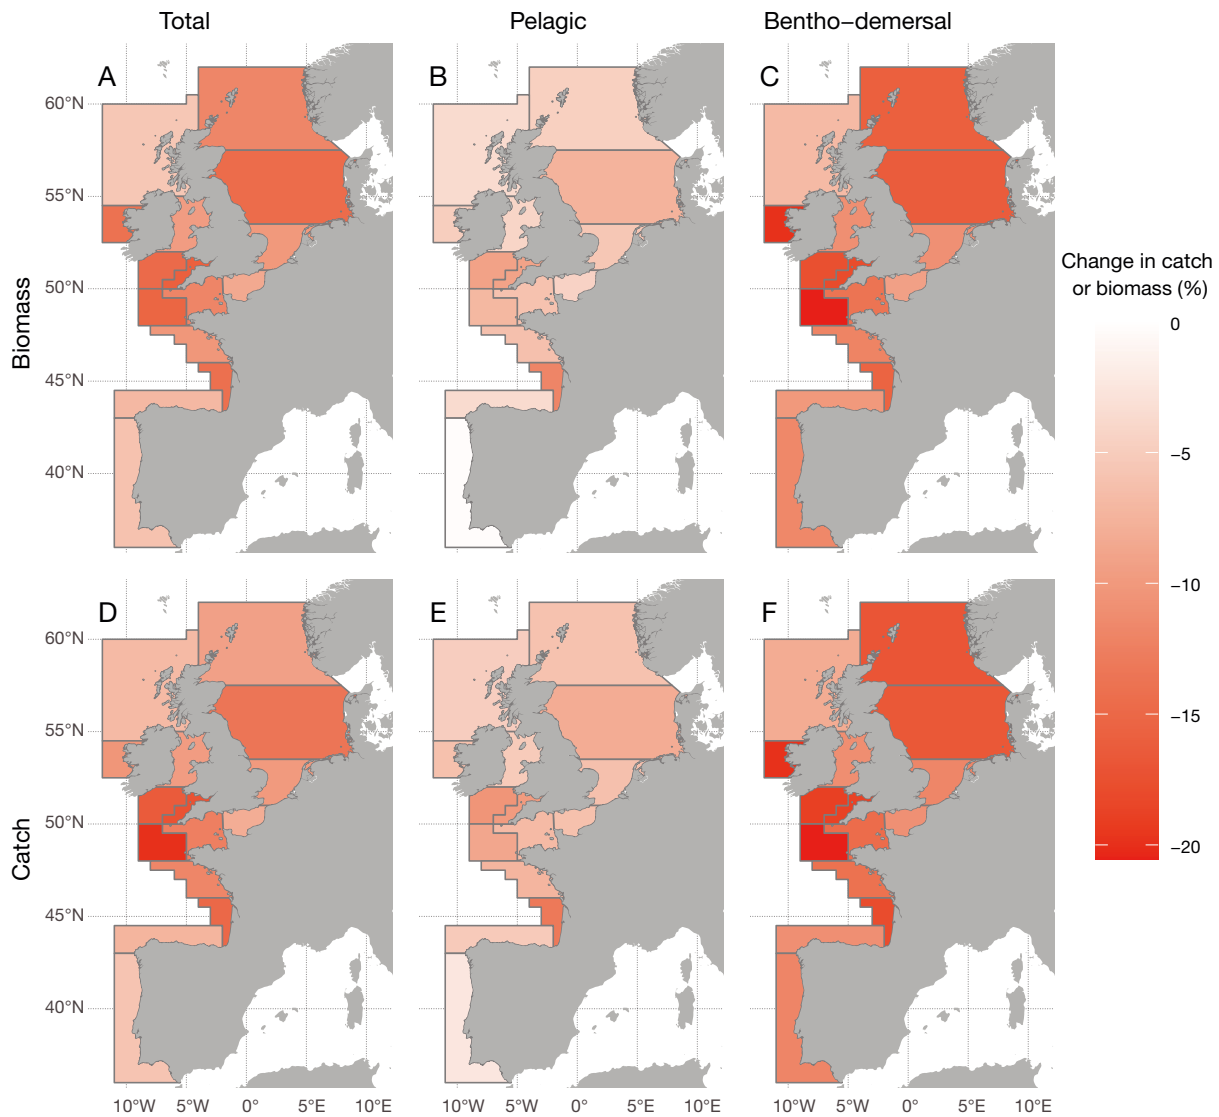 Total
Pelagic
Bentho−demersal
A
B
C
60°N
55°N
50°N
45°N
40°N
Biomass
Change in catch
or biomass (%)
0
−5
−10
−15
−20
D
E
F
60°N
55°N
50°N
45°N
40°N
Catch
10°W 5°W 0° 5°E 10°E
10°W 5°W 0° 5°E 10°E
10°W 5°W 0° 5°E 10°E